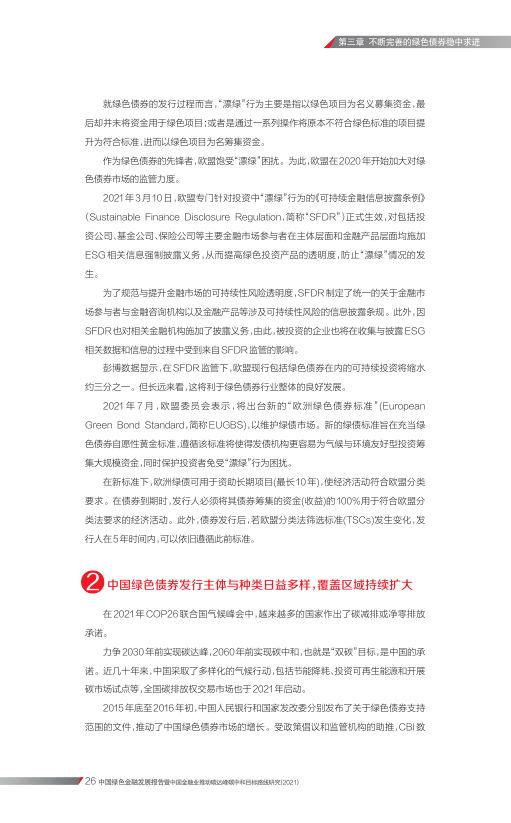 第三章 不断完善的绿色债券稳中求进
就绿色债券的发行过程而言，“漂绿”行为主要是指以绿色项目为名义募集资金，最
后却并未将资金用于绿色项目；或者是通过一系列操作将原本不符合绿色标准的项目提
升为符合标准，进而以绿色项目为名筹集资金。
作为绿色债券的先锋者，欧盟饱受“漂绿”困扰。为此，欧盟在2020年开始加大对绿
色债券市场的监管力度。
2021年3月10日，欧盟专门针对投资中“漂绿”行为的《可持续金融信息披露条例》
（Sustainable Finance Disclosure Regulation，简称“SFDR”）正式生效，对包括投
资公司、基金公司、保险公司等主要金融市场参与者在主体层面和金融产品层面均施加
ESG相关信息强制披露义务，从而提高绿色投资产品的透明度，防止“漂绿”情况的发
生。
为了规范与提升金融市场的可持续性风险透明度，SFDR制定了统一的关于金融市
场参与者与金融咨询机构以及金融产品等涉及可持续性风险的信息披露条规。此外，因
SFDR也对相关金融机构施加了披露义务，由此，被投资的企业也将在收集与披露ESG
相关数据和信息的过程中受到来自SFDR监管的影响。
彭博数据显示，在SFDR监管下，欧盟现行包括绿色债券在内的可持续投资将缩水
约三分之一。但长远来看，这将利于绿色债券行业整体的良好发展。
2021年7月，欧盟委员会表示，将出台新的“欧洲绿色债券标准”（European
Green Bond Standard，简称EUGBS），以维护绿债市场。新的绿债标准旨在充当绿
色债券自愿性黄金标准，遵循该标准将使得发债机构更容易为气候与环境友好型投资筹
集大规模资金，同时保护投资者免受“漂绿”行为困扰。
在新标准下，欧洲绿债可用于资助长期项目（最长10年），使经济活动符合欧盟分类
要求。在债券到期时，发行人必须将其债券筹集的资金（收益）的100%用于符合欧盟分
类法要求的经济活动。此外，债券发行后，若欧盟分类法筛选标准（TSCs）发生变化，发
行人在5年时间内，可以依旧遵循此前标准。
2 中国绿色债券发行主体与种类日益多样，覆盖区域持续扩大
在2021年COP26联合国气候峰会中，越来越多的国家作出了碳减排或净零排放
承诺。
力争2030年前实现碳达峰，2060年前实现碳中和，也就是“双碳”目标，是中国的承
诺。近几十年来，中国采取了多样化的气候行动，包括节能降耗、投资可再生能源和开展
碳市场试点等，全国碳排放权交易市场也于2021年启动。
2015年底至2016年初，中国人民银行和国家发改委分别发布了关于绿色债券支持
范围的文件，推动了中国绿色债券市场的增长。受政策倡议和监管机构的助推，CBI数
26 中国绿色金融发展报告暨中国金融业推动碳达峰碳中和目标路线研究（2021）